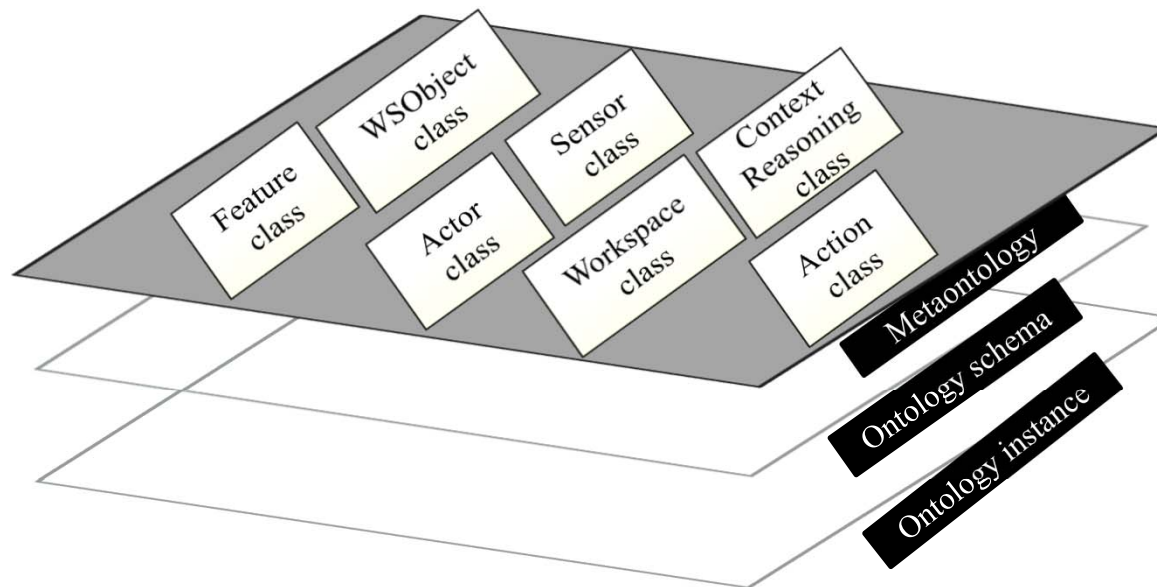 WSObject
class
Sensor
class
Context
Reasoning
class
Feature
class
Actor
class
Workspace
class
Action
class
Metaontology
Ontology schema
Ontology instance